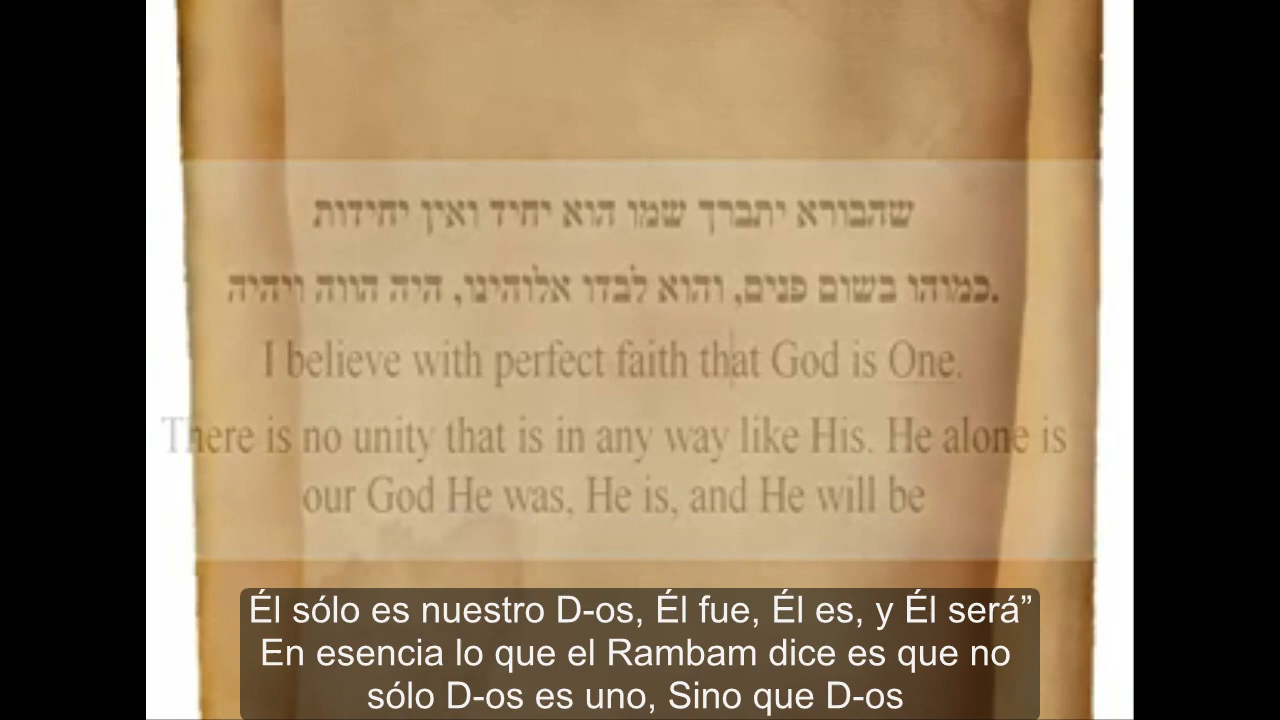 שהבורא יתברך שמו הוא יחיד ואין יחידות
כמוהו בשום פנים, והוא לבדו אלוהינו, היה הווה ויהיה.
I believe with perfect faith that God is One.
There is no unity that is in any way like His. He alone is
our God He was, He is, and He will be
Él sólo es nuestro D-os, Él fue, Él es, y Él será”
En esencia lo que el Rambam dice es que no
sólo D-os es uno, Sino que D-os